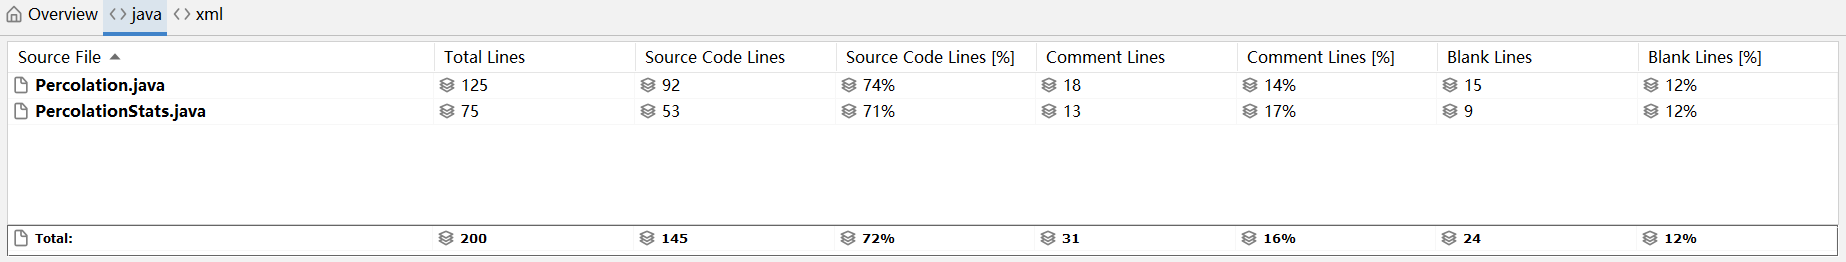 Overview java xml
Source File Total Lines Source Code Lines Source Code Lines [%] Comment Lines Comment Lines [%] Blank Lines Blank Lines [%]
Percolation.java 125 92 74% 18 14% 15 12%
PercolationStats.java 75 53 71% 13 17% 9 12%
Total: 200 145 72% 31 16% 24 12%